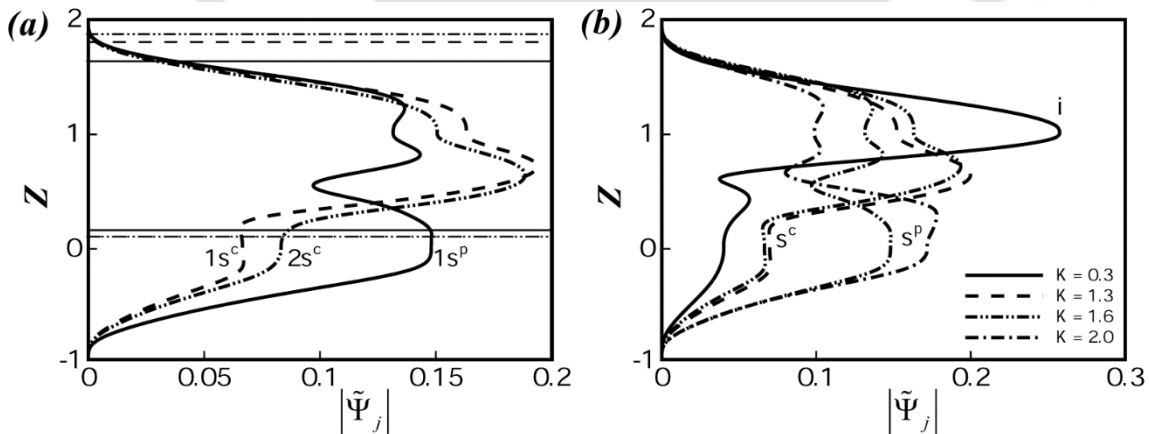 (a)
2
1
0
-1
Z
1s^c 2s^c 1s^p
0 0.05 0.1 0.15 0.2
|Ψ̃_j|
(b)
2
1
0
-1
Z
i
s^c s^p
K = 0.3
K = 1.3
K = 1.6
K = 2.0
0 0.1 0.2 0.3
|Ψ̃_j|